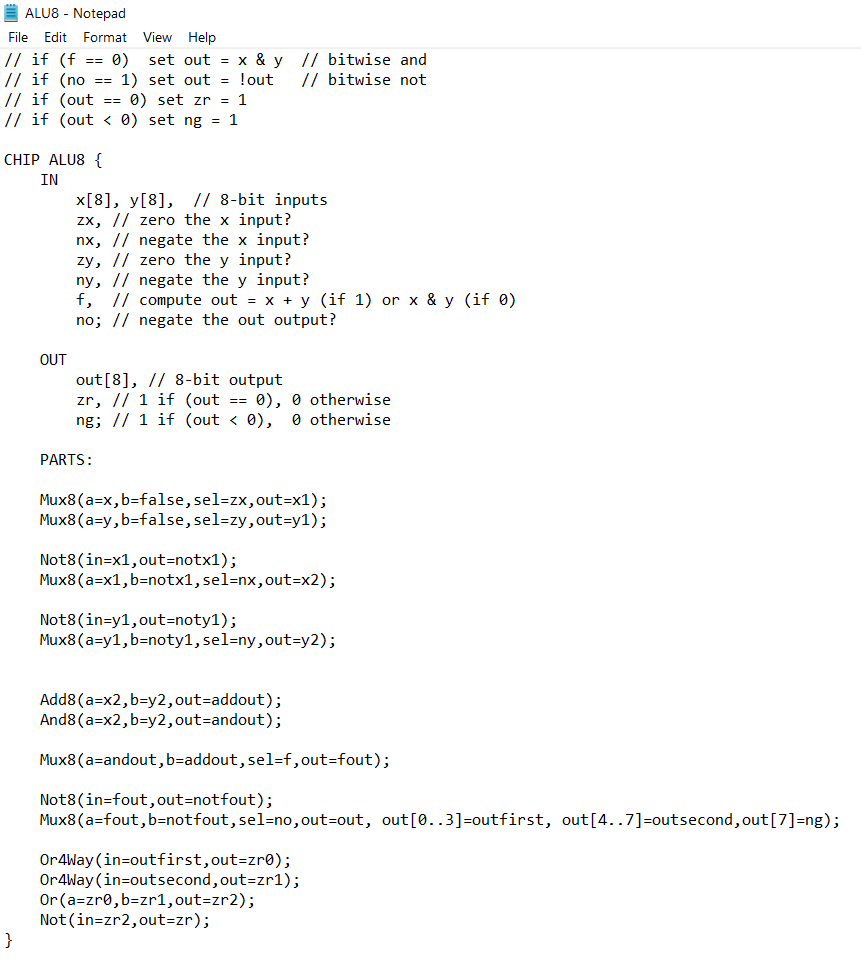 ALU8 - Notepad
File Edit Format View Help
// if (f == 0)  set out = x & y  // bitwise and
// if (no == 1) set out = !out   // bitwise not
// if (out == 0) set zr = 1
// if (out < 0) set ng = 1

CHIP ALU8 {
    IN
        x[8], y[8],  // 8-bit inputs
        zx, // zero the x input?
        nx, // negate the x input?
        zy, // zero the y input?
        ny, // negate the y input?
        f,  // compute out = x + y (if 1) or x & y (if 0)
        no; // negate the out output?

    OUT
        out[8], // 8-bit output
        zr, // 1 if (out == 0), 0 otherwise
        ng; // 1 if (out < 0),  0 otherwise

    PARTS:

    Mux8(a=x,b=false,sel=zx,out=x1);
    Mux8(a=y,b=false,sel=zy,out=y1);

    Not8(in=x1,out=notx1);
    Mux8(a=x1,b=notx1,sel=nx,out=x2);

    Not8(in=y1,out=noty1);
    Mux8(a=y1,b=noty1,sel=ny,out=y2);


    Add8(a=x2,b=y2,out=addout);
    And8(a=x2,b=y2,out=andout);

    Mux8(a=andout,b=addout,sel=f,out=fout);

    Not8(in=fout,out=notfout);
    Mux8(a=fout,b=notfout,sel=no,out=out, out[0..3]=outfirst, out[4..7]=outsecond,out[7]=ng);

    Or4Way(in=outfirst,out=zr0);
    Or4Way(in=outsecond,out=zr1);
    Or(a=zr0,b=zr1,out=zr2);
    Not(in=zr2,out=zr);
}